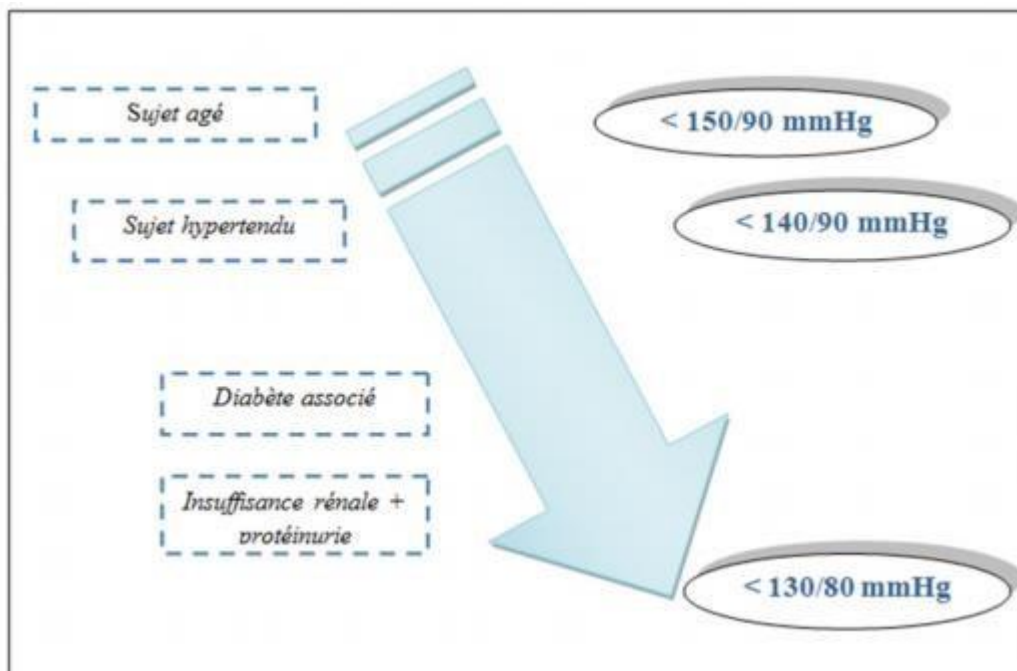 Sujet agé
< 150/90 mmHg
Sujet hypertendu
< 140/90 mmHg
Diabète associé
Insuffisance rénale +
protéinurie
< 130/80 mmHg